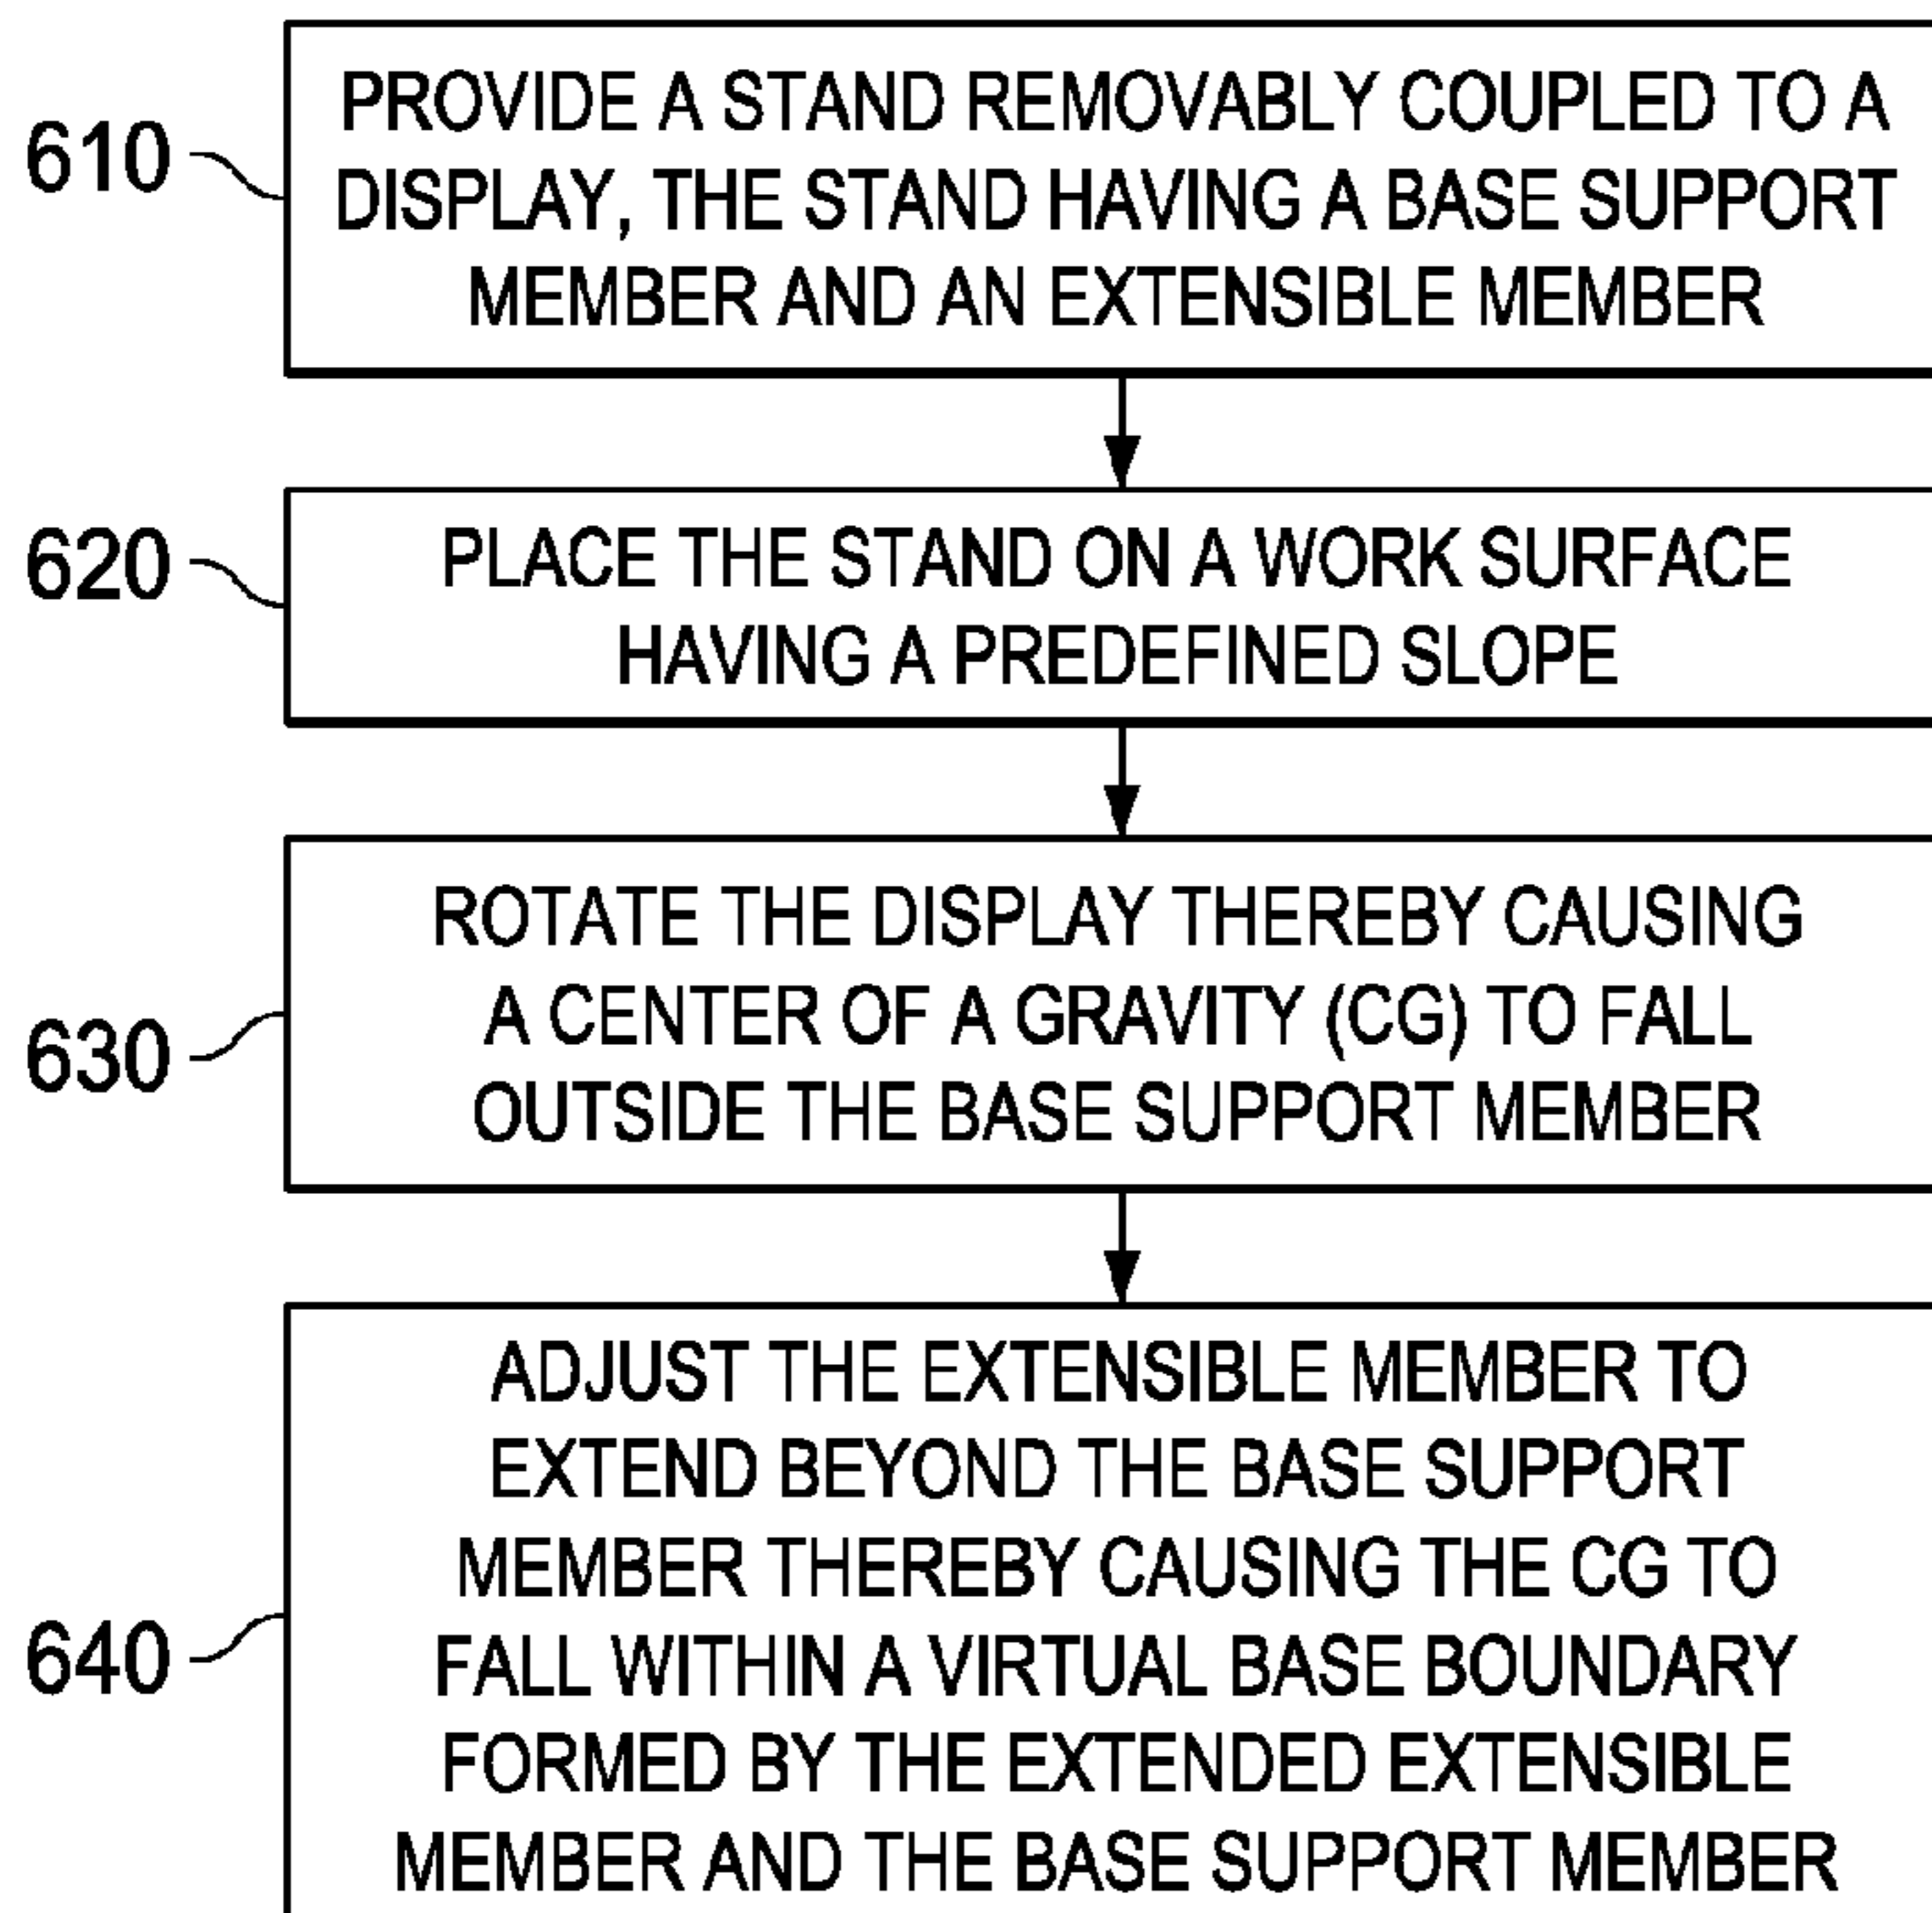 610
PROVIDE A STAND REMOVABLY COUPLED TO A
DISPLAY, THE STAND HAVING A BASE SUPPORT
MEMBER AND AN EXTENSIBLE MEMBER
620
PLACE THE STAND ON A WORK SURFACE
HAVING A PREDEFINED SLOPE
630
ROTATE THE DISPLAY THEREBY CAUSING
A CENTER OF A GRAVITY (CG) TO FALL
OUTSIDE THE BASE SUPPORT MEMBER
640
ADJUST THE EXTENSIBLE MEMBER TO
EXTEND BEYOND THE BASE SUPPORT
MEMBER THEREBY CAUSING THE CG TO
FALL WITHIN A VIRTUAL BASE BOUNDARY
FORMED BY THE EXTENDED EXTENSIBLE
MEMBER AND THE BASE SUPPORT MEMBER